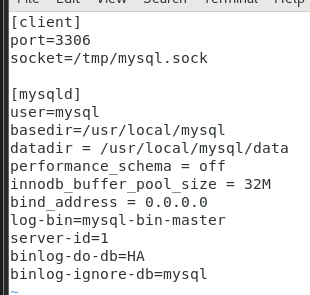 File Edit View Search Terminal Help
[client]
port=3306
socket=/tmp/mysql.sock
[mysqld]
user=mysql
basedir=/usr/local/mysql
datadir = /usr/local/mysql/data
performance_schema = off
innodb_buffer_pool_size = 32M
bind_address = 0.0.0.0
log-bin=mysql-bin-master
server-id=1
binlog-do-db=HA
binlog-ignore-db=mysql
~